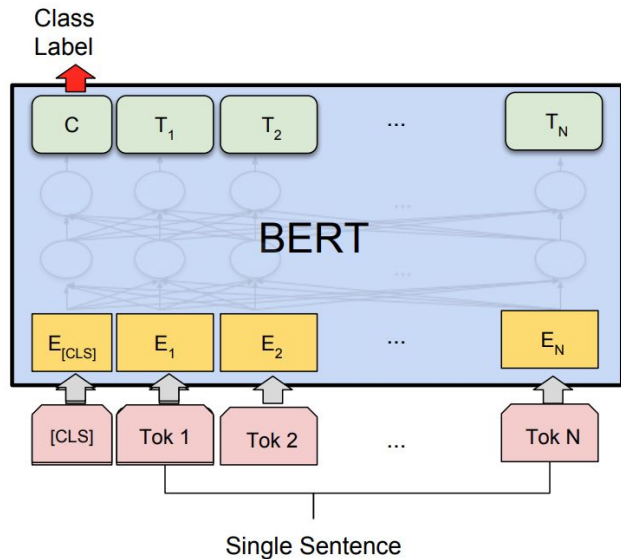 Class
Label
C T1 T2 ... TN
...
BERT
...
E[CLS] E1 E2 ... EN
[CLS] Tok 1 Tok 2 ... Tok N
Single Sentence